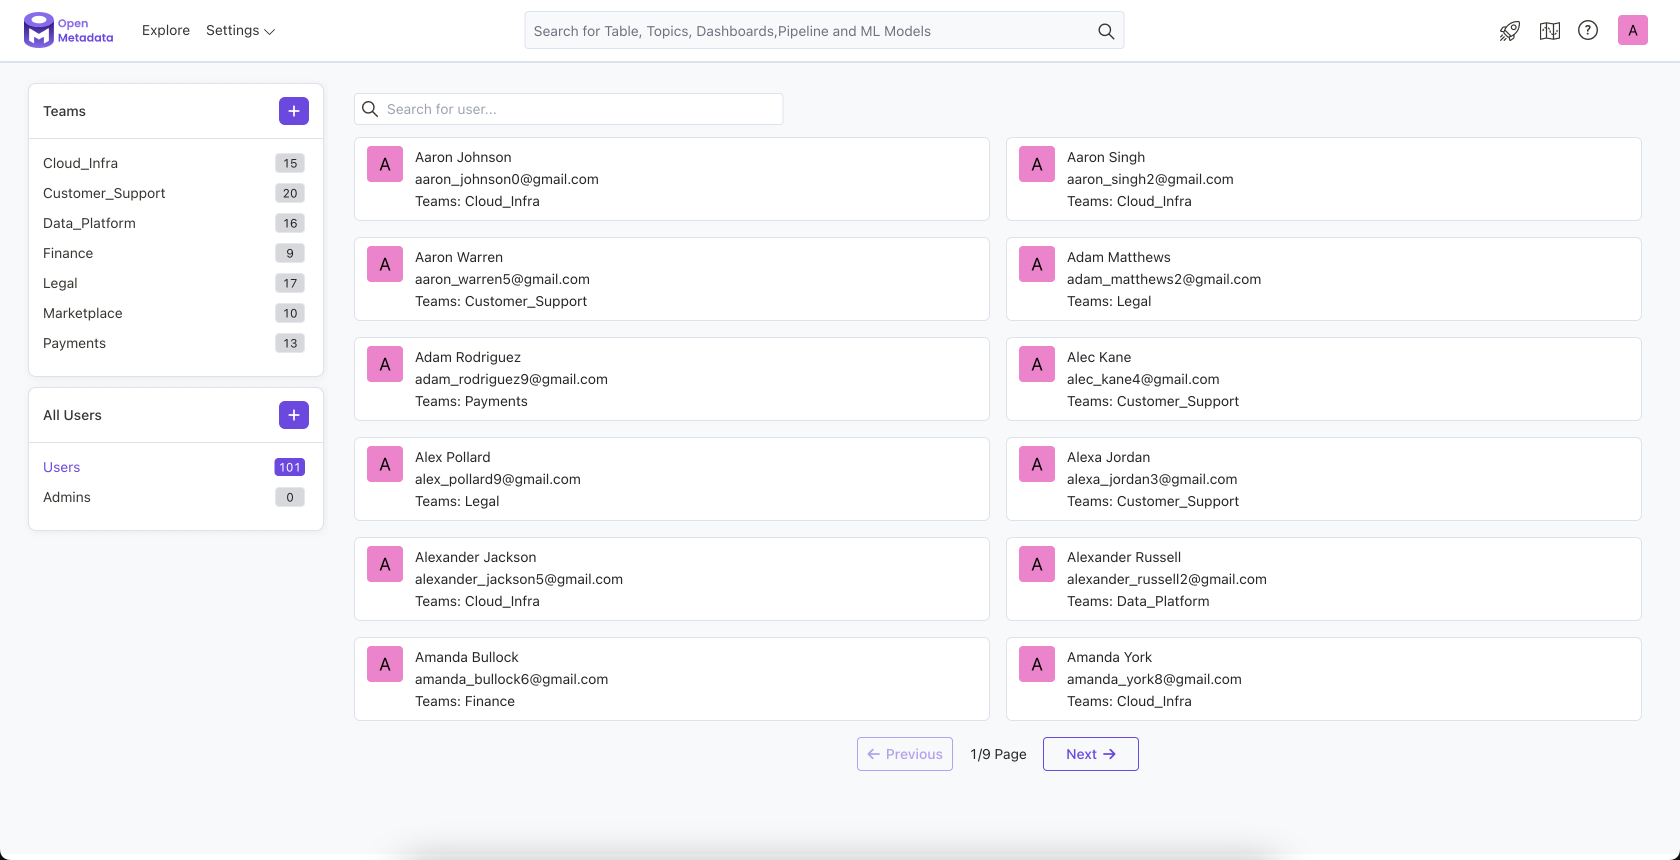 Open
Metadata
Explore
Settings
Search for Table, Topics, Dashboards,Pipeline and ML Models
?
A
Teams
+
Cloud_Infra 15
Customer_Support 20
Data_Platform 16
Finance 9
Legal 17
Marketplace 10
Payments 13
All Users
+
Users 101
Admins 0
Search for user...
A
Aaron Johnson
aaron_johnson0@gmail.com
Teams: Cloud_Infra
A
Aaron Singh
aaron_singh2@gmail.com
Teams: Cloud_Infra
A
Aaron Warren
aaron_warren5@gmail.com
Teams: Customer_Support
A
Adam Matthews
adam_matthews2@gmail.com
Teams: Legal
A
Adam Rodriguez
adam_rodriguez9@gmail.com
Teams: Payments
A
Alec Kane
alec_kane4@gmail.com
Teams: Customer_Support
A
Alex Pollard
alex_pollard9@gmail.com
Teams: Legal
A
Alexa Jordan
alexa_jordan3@gmail.com
Teams: Customer_Support
A
Alexander Jackson
alexander_jackson5@gmail.com
Teams: Cloud_Infra
A
Alexander Russell
alexander_russell2@gmail.com
Teams: Data_Platform
A
Amanda Bullock
amanda_bullock6@gmail.com
Teams: Finance
A
Amanda York
amanda_york8@gmail.com
Teams: Cloud_Infra
← Previous
1/9 Page
Next →